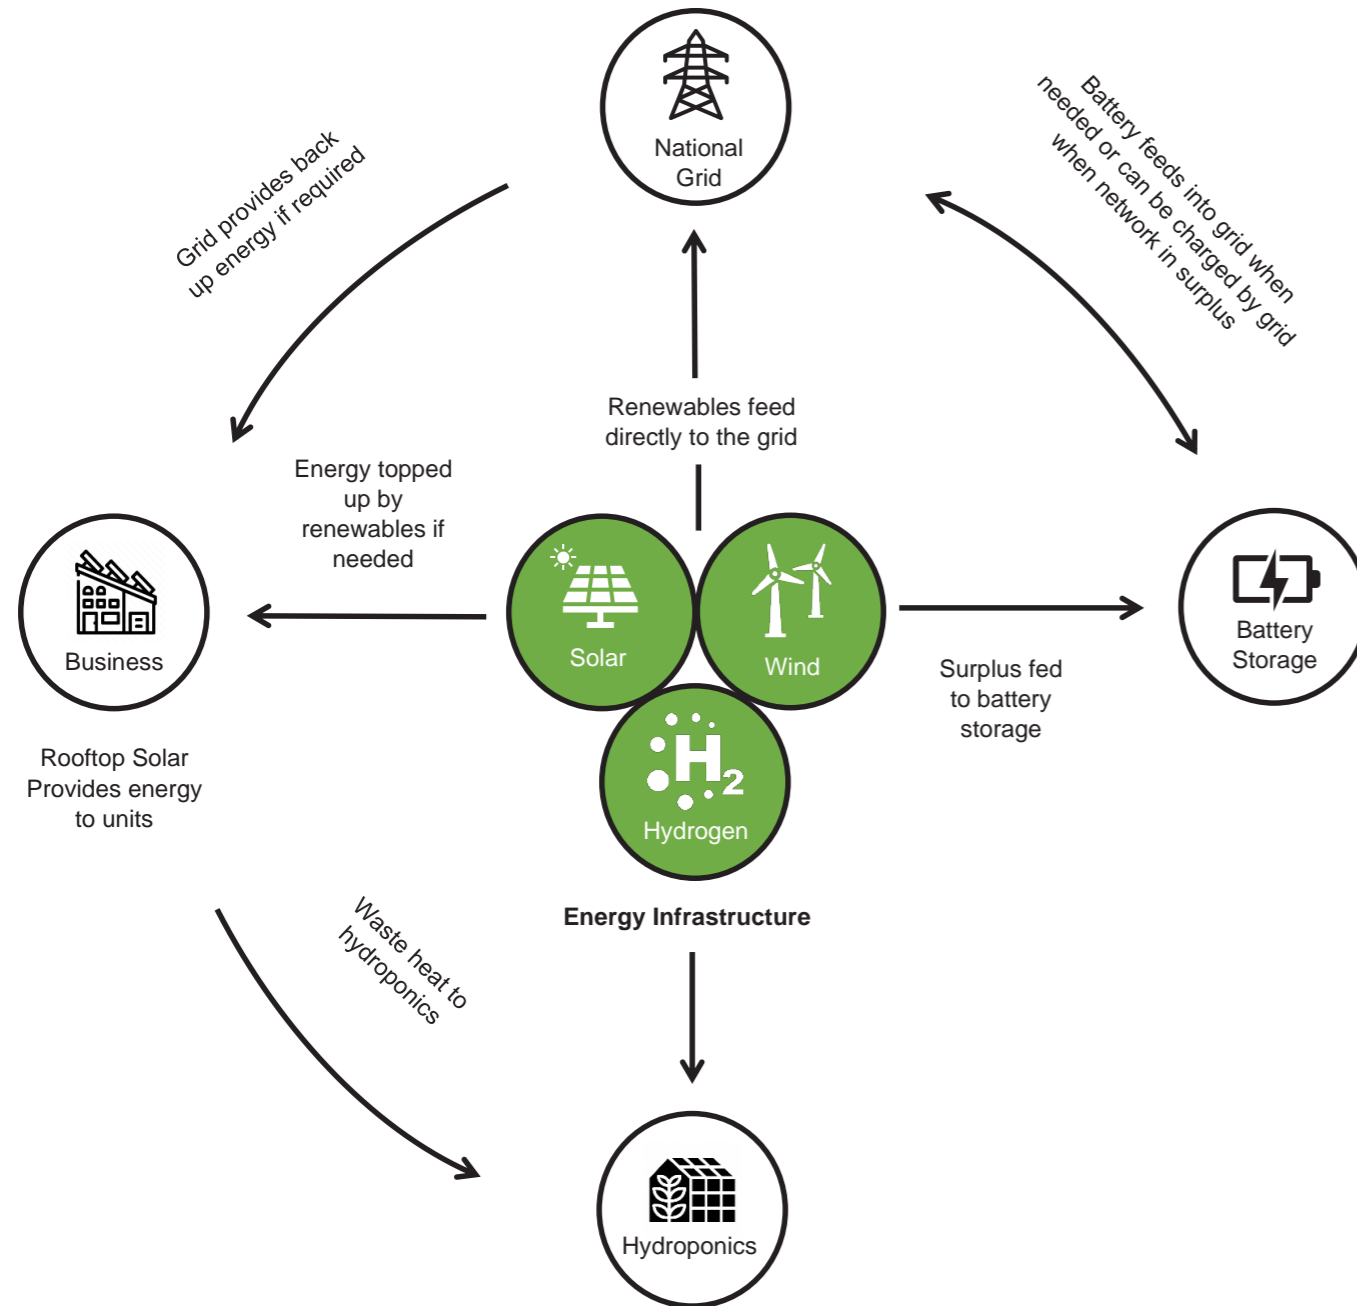 National
Grid
Grid provides back
up energy if required
Battery feeds into grid when
needed or can be charged by grid
when network in surplus
Renewables feed
directly to the grid
Energy topped
up by
renewables if
needed
Business
Solar
Wind
Battery
Storage
Surplus fed
to battery
storage
Rooftop Solar
Provides energy
to units
H2
Hydrogen
Energy Infrastructure
Waste heat to
hydroponics
Hydroponics